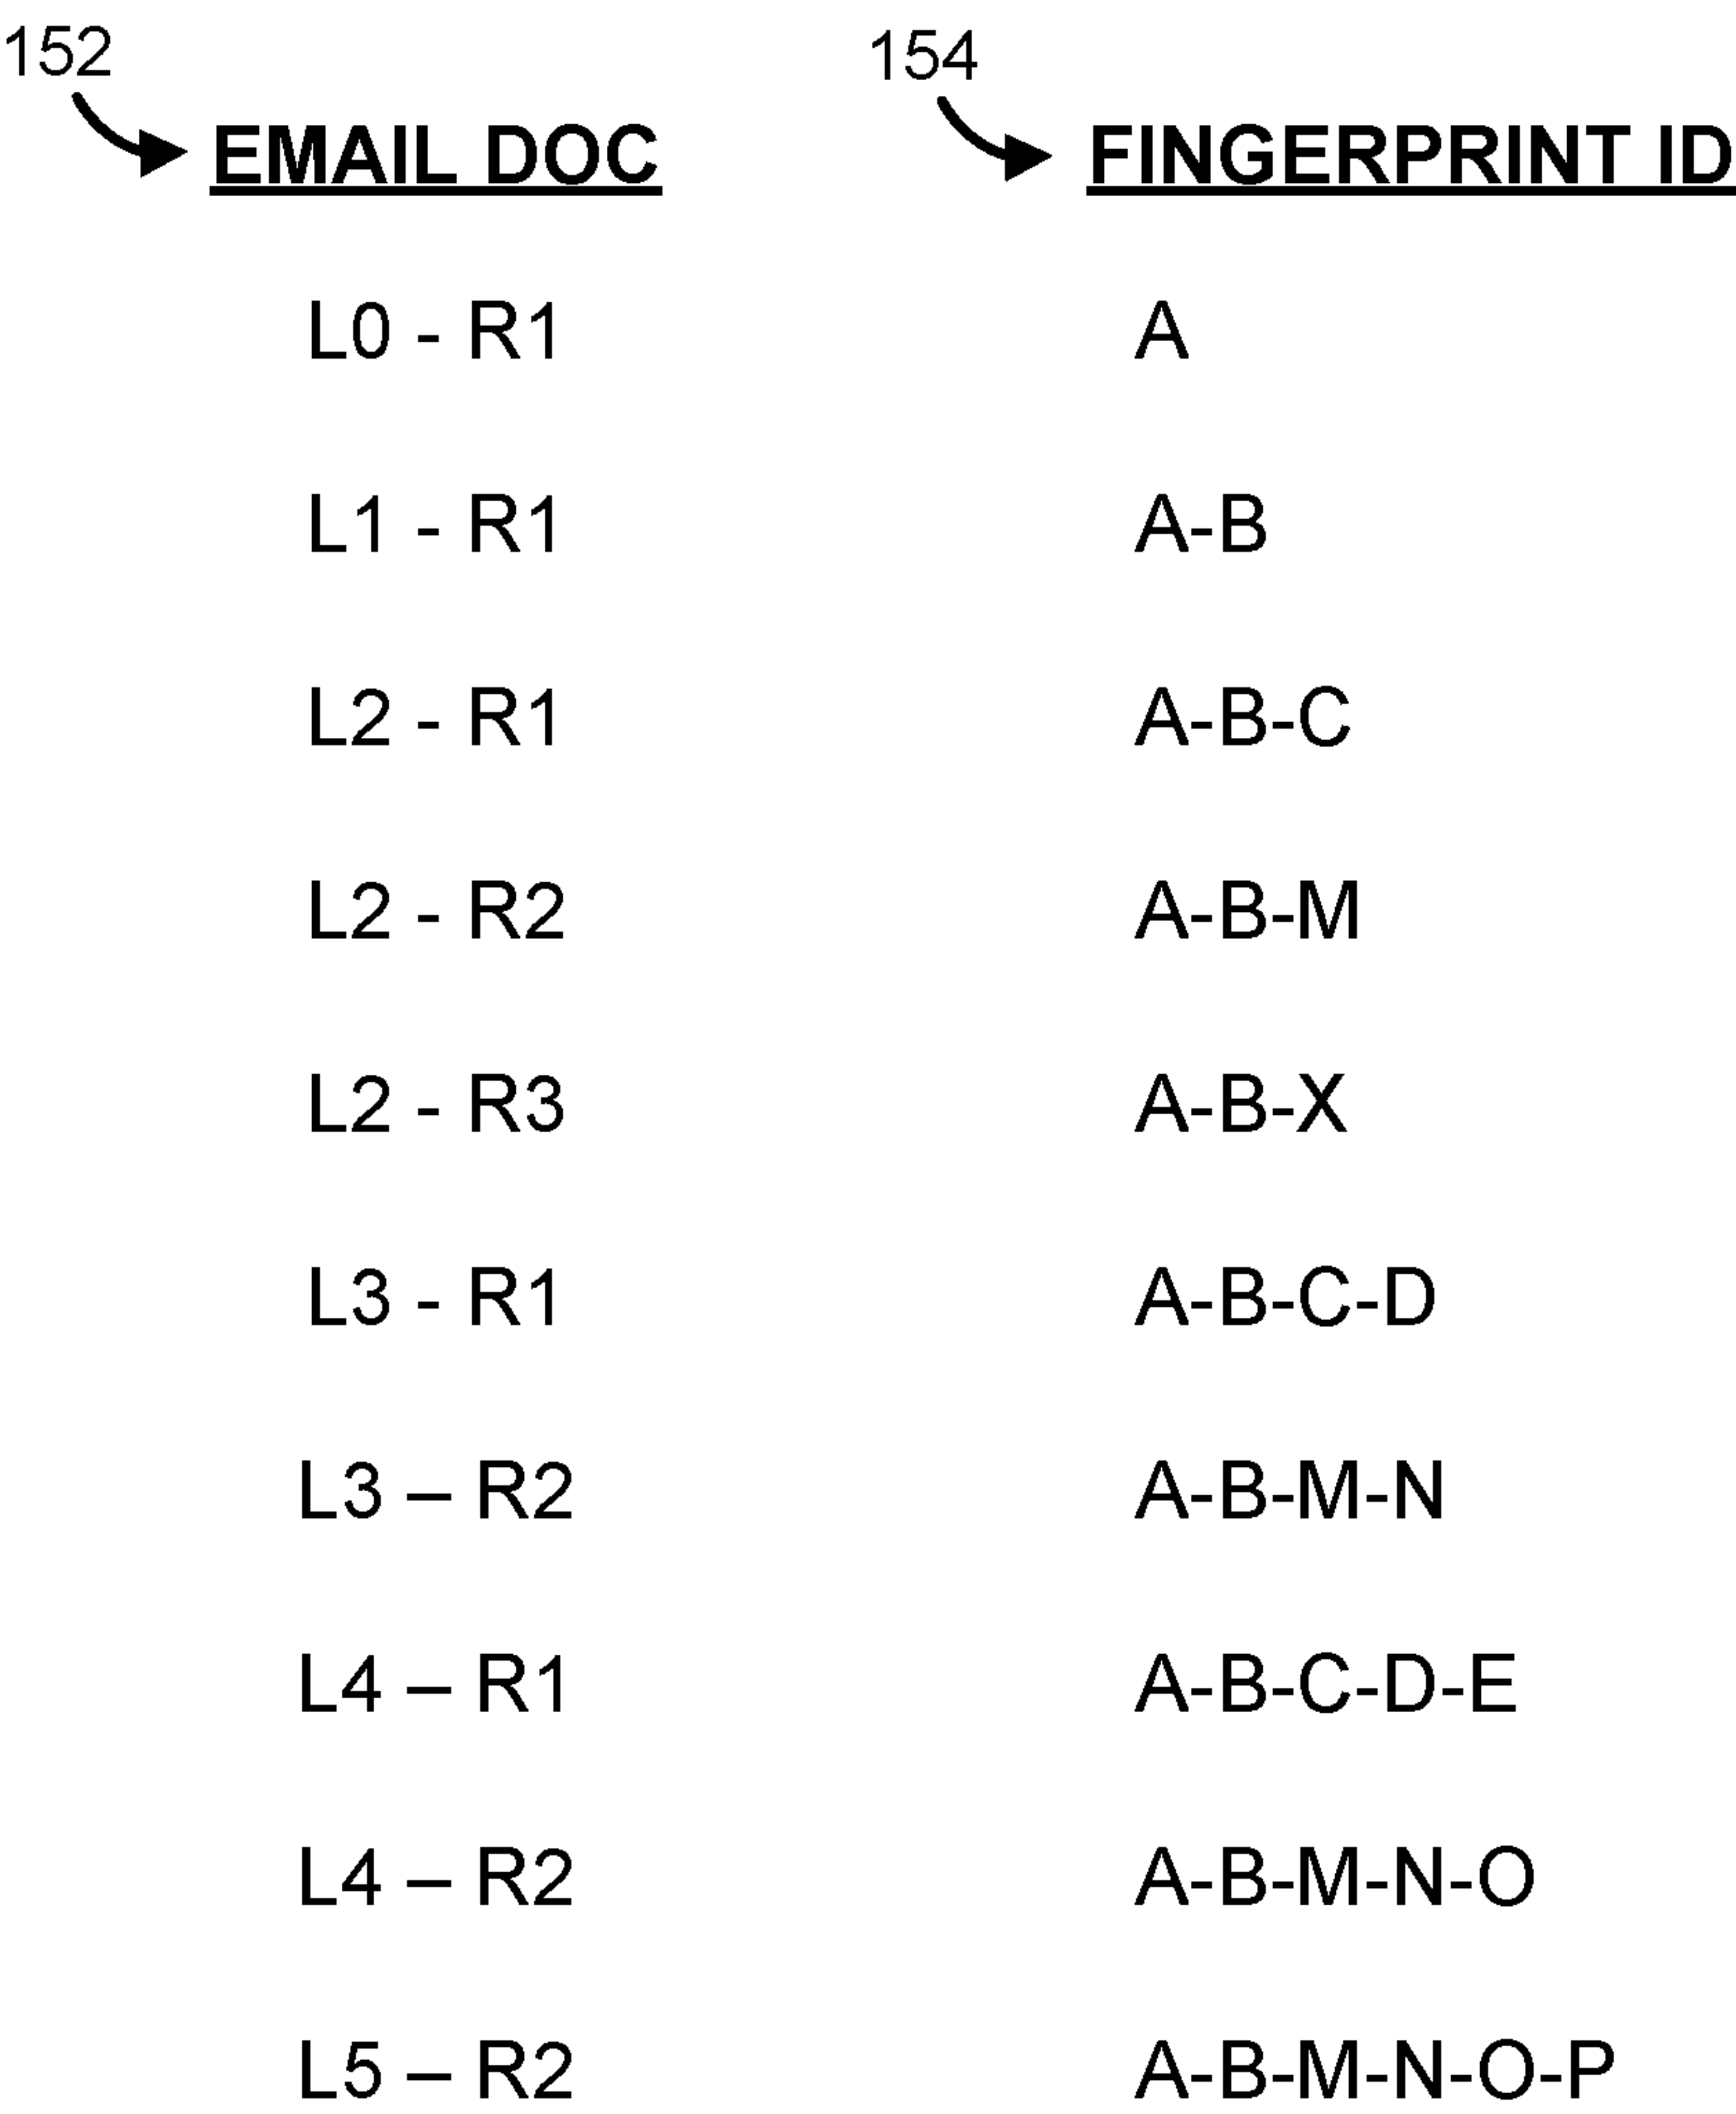 152 154
EMAIL DOC FINGERPRINT ID
L0 - R1 A
L1 - R1 A-B
L2 - R1 A-B-C
L2 - R2 A-B-M
L2 - R3 A-B-X
L3 - R1 A-B-C-D
L3 – R2 A-B-M-N
L4 – R1 A-B-C-D-E
L4 – R2 A-B-M-N-O
L5 – R2 A-B-M-N-O-P